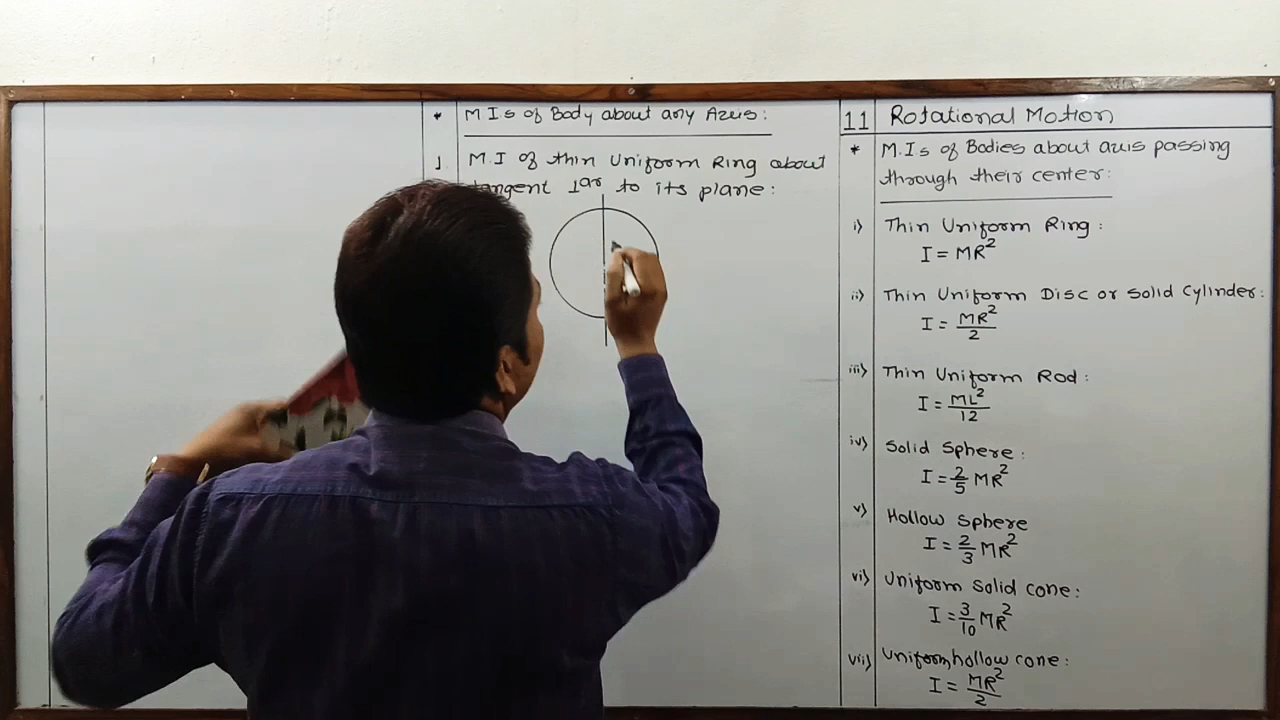 * M I s of Body about any Axis:
1 M.I of thin Uniform Ring about
tangent ⊥ar to its plane:
11 Rotational Motion
* M.I s of Bodies about axis passing
through their center:
i) Thin Uniform Ring:
I = MR²
ii) Thin Uniform Disc or Solid Cylinder:
I = MR²/2
iii) Thin Uniform Rod:
I = ML²/12
iv) Solid Sphere:
I = 2/5 MR²
v) Hollow Sphere
I = 2/3 MR²
vi) Uniform Solid cone:
I = 3/10 MR²
vii) Uniform hollow cone:
I = MR²/2